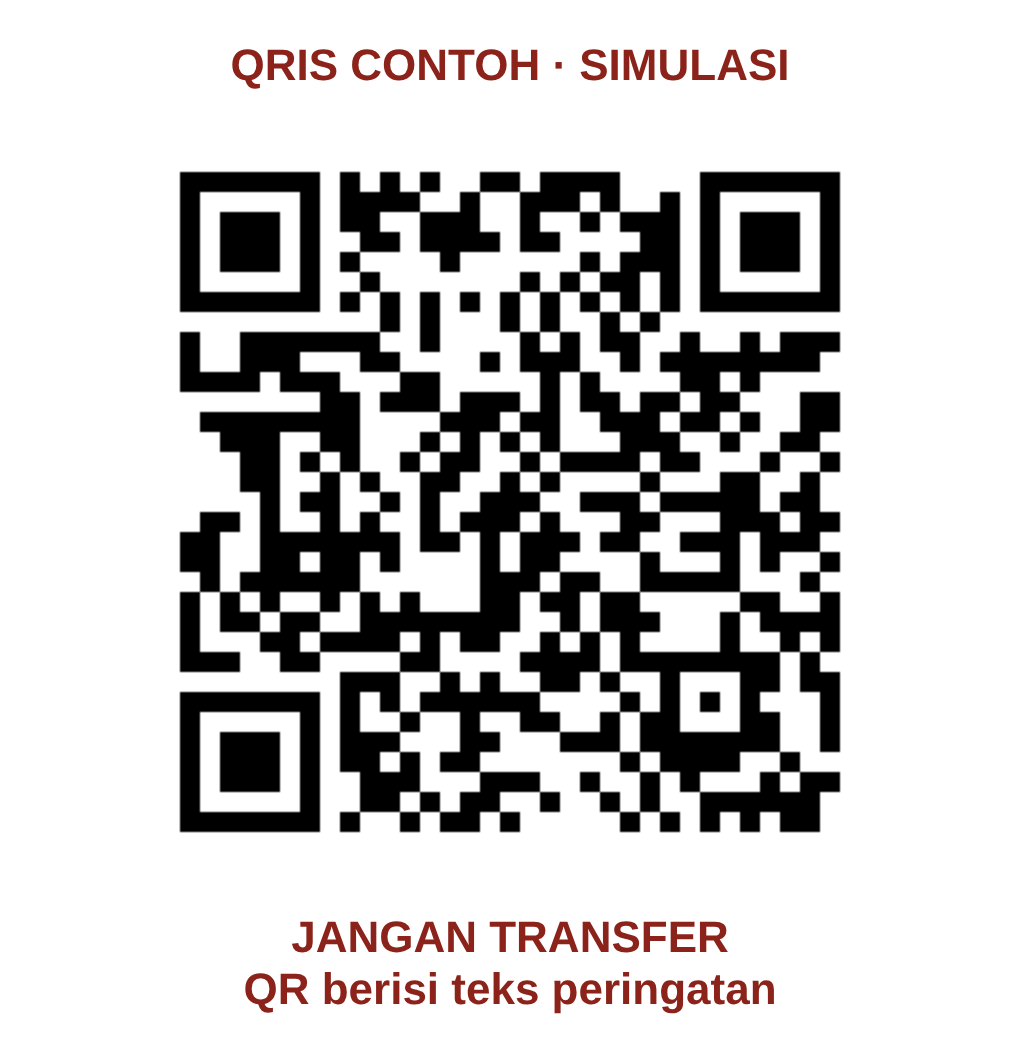 QRIS CONTOH · SIMULASI
JANGAN TRANSFER
QR berisi teks peringatan